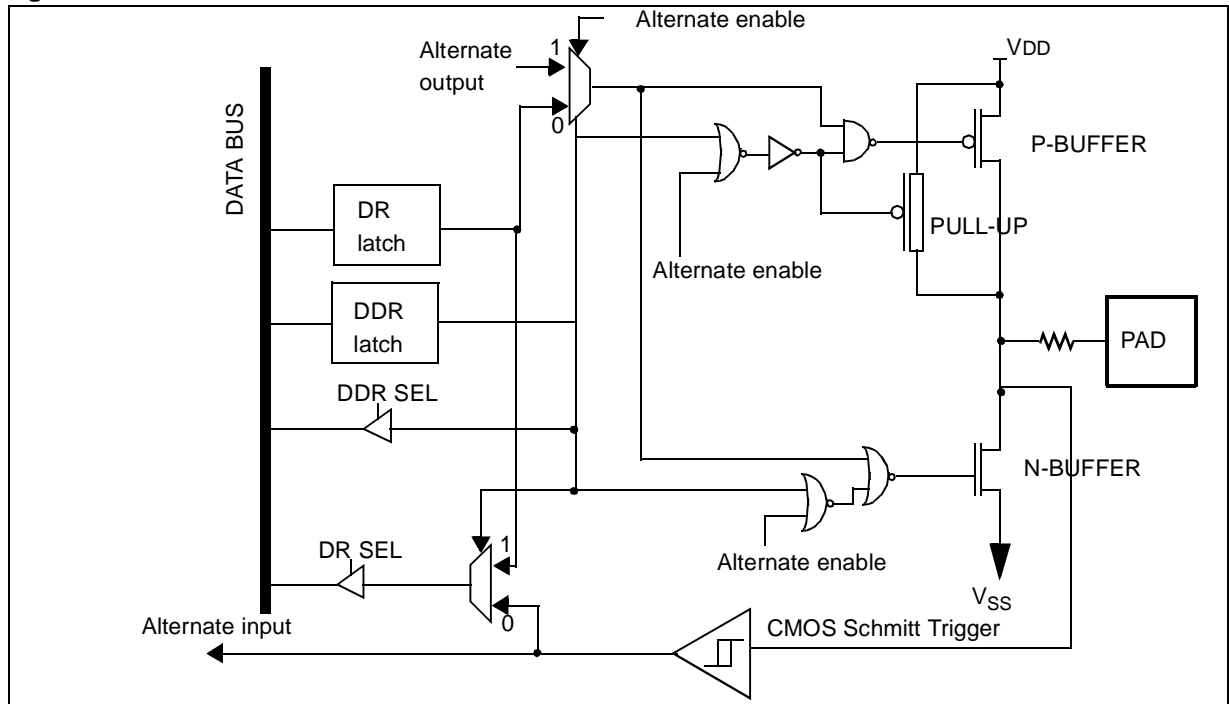 Alternate enable
1
Alternate
output
0
VDD
P-BUFFER
DATA BUS
DR
latch
PULL-UP
Alternate enable
DDR
latch
PAD
DDR SEL
N-BUFFER
DR SEL
1
Alternate enable
0
VSS
Alternate input
CMOS Schmitt Trigger